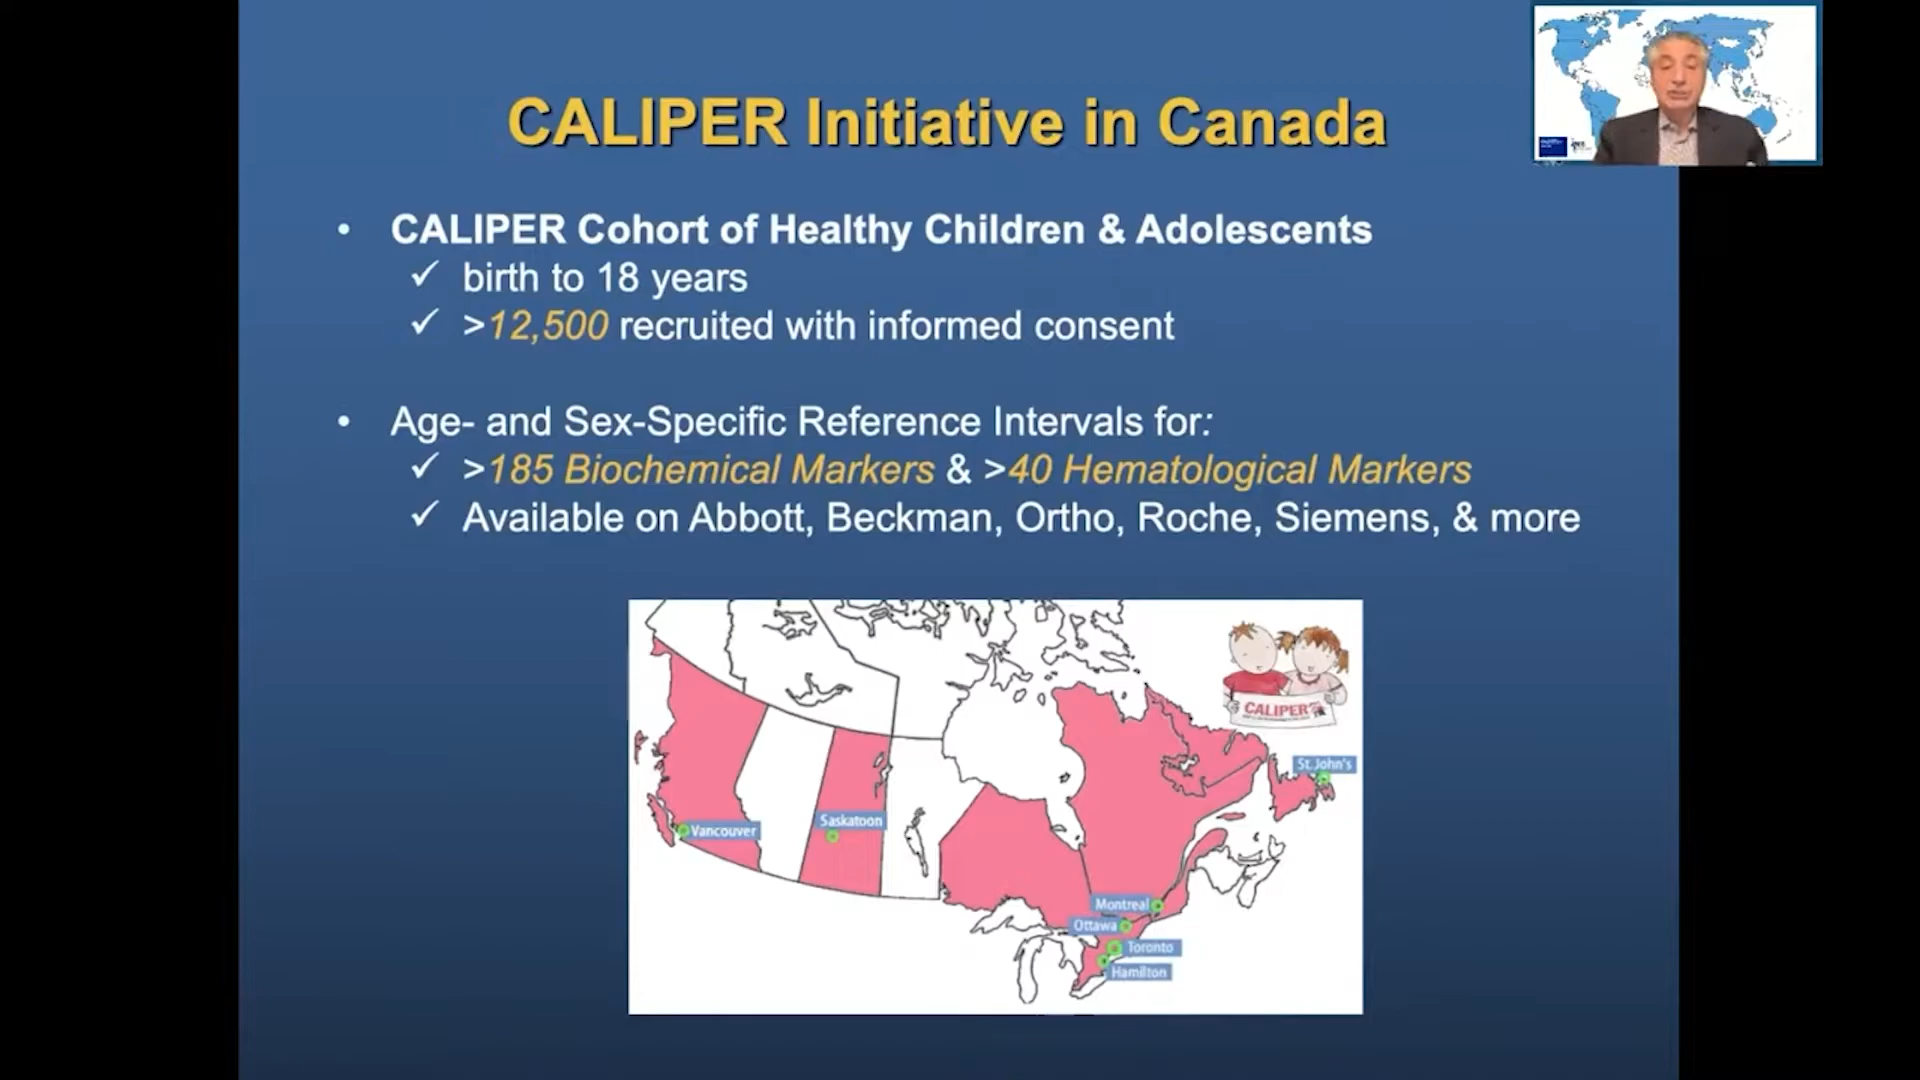 CALIPER Initiative in Canada
• CALIPER Cohort of Healthy Children & Adolescents
✓ birth to 18 years
✓ >12,500 recruited with informed consent
• Age- and Sex-Specific Reference Intervals for:
✓ >185 Biochemical Markers & >40 Hematological Markers
✓ Available on Abbott, Beckman, Ortho, Roche, Siemens, & more
CALIPER
St.John's
Saskatoon
Vancouver
Montreal
Ottawa
Toronto
Hamilton